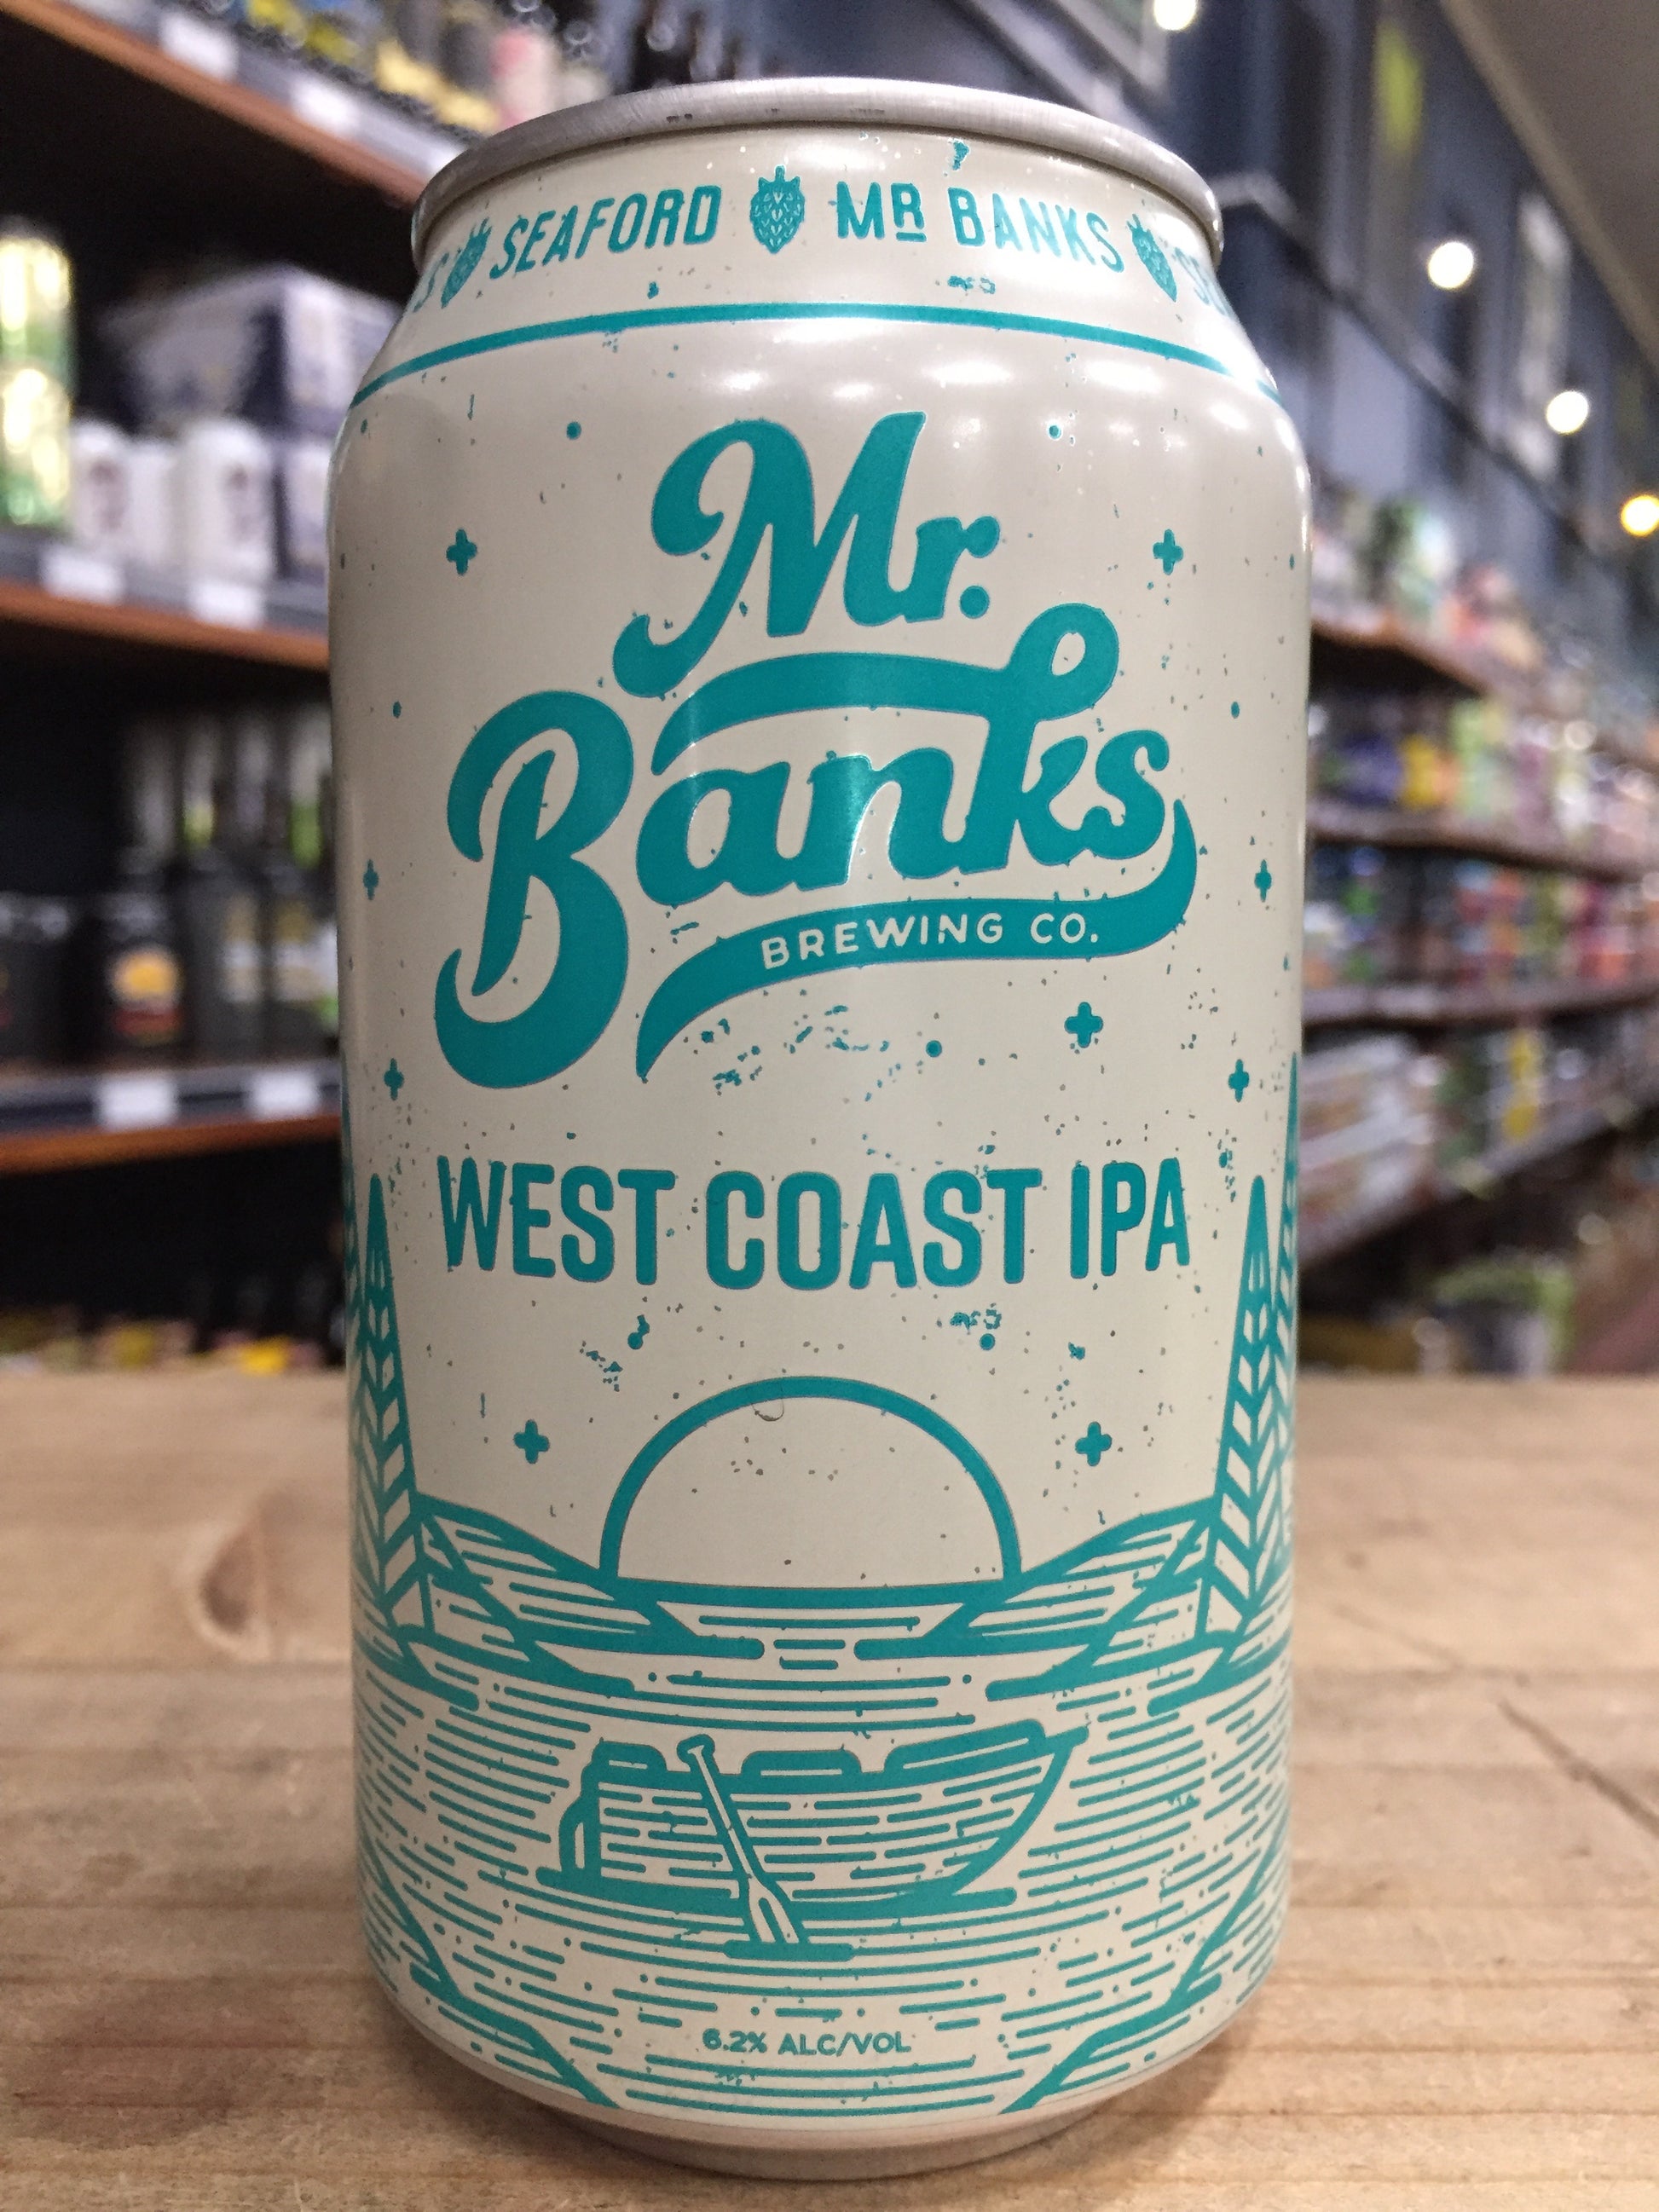 SEAFORD MR BANKS
Mr.
Banks
BREWING CO.
WEST COAST IPA
6.2% ALC/VOL